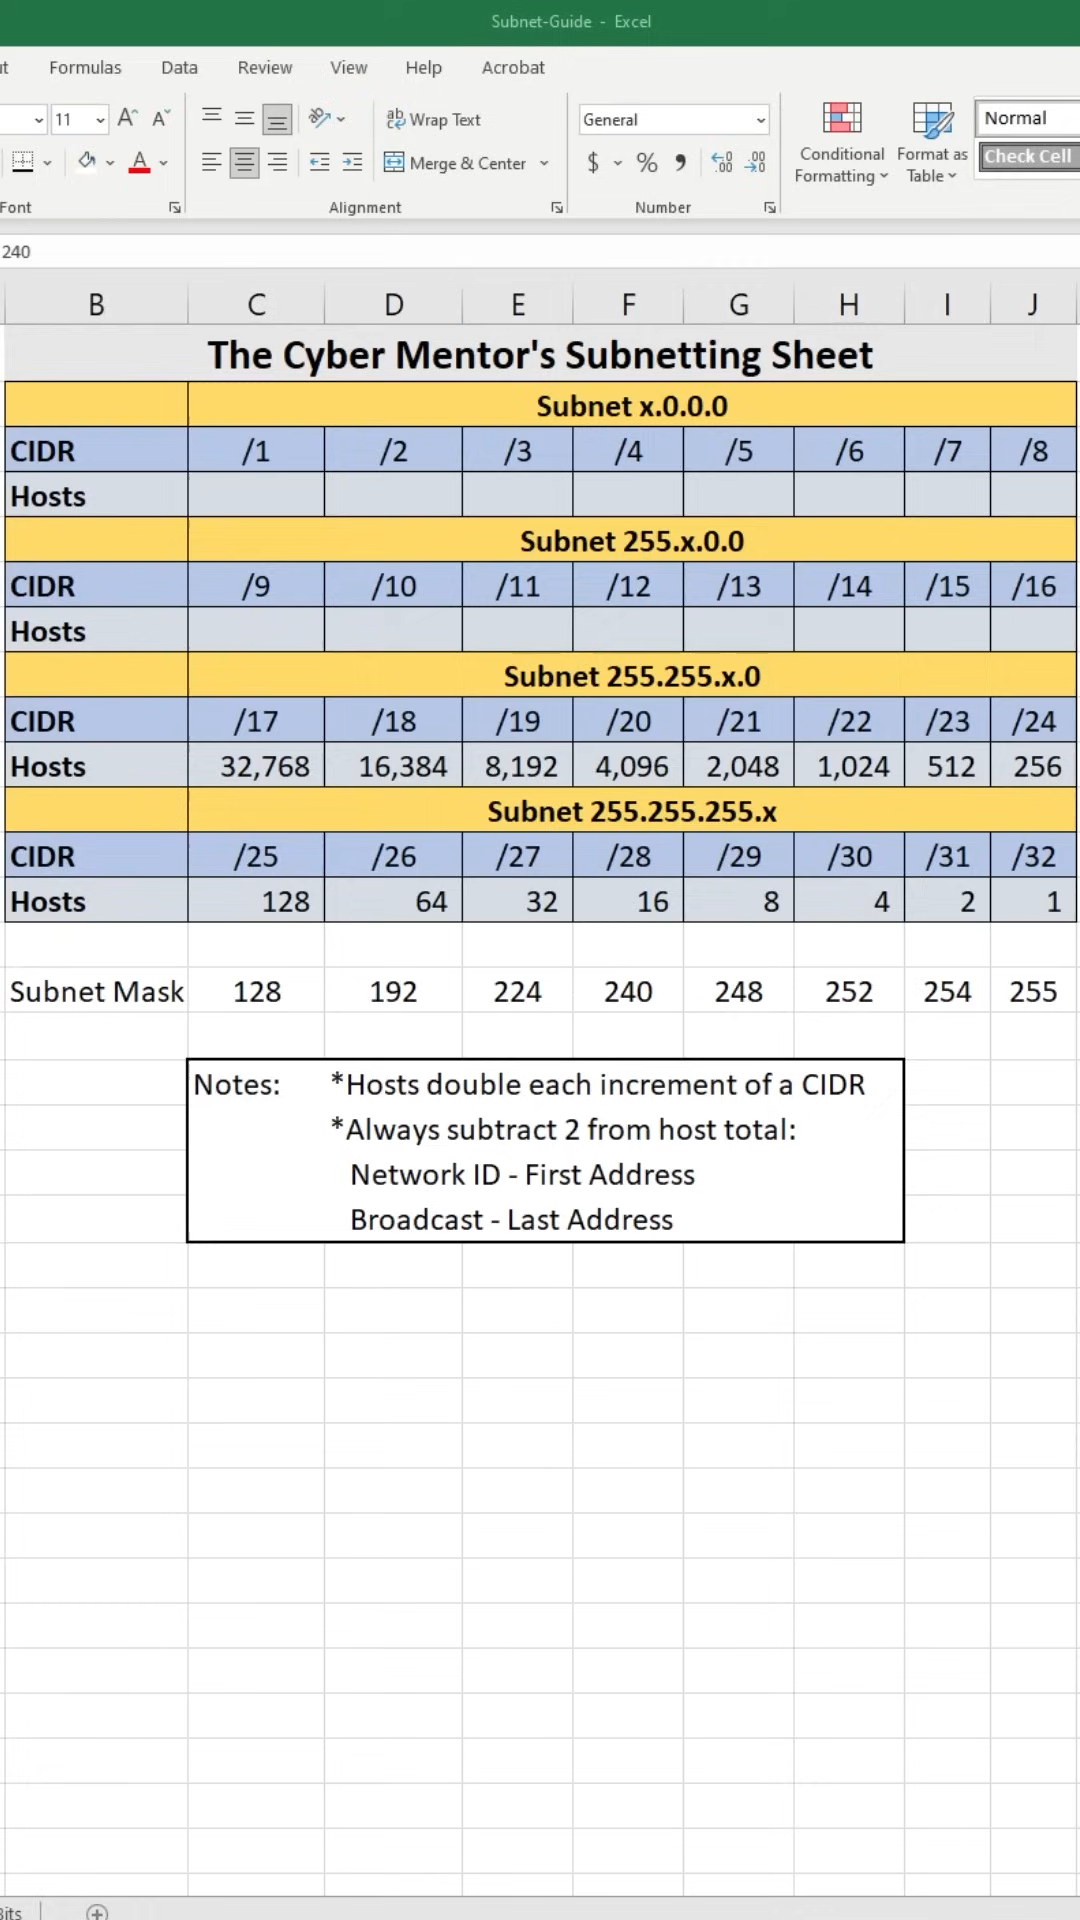 Subnet-Guide - Excel
Formulas Data Review View Help Acrobat
11 A A ab Wrap Text General Normal
A Merge & Center $ % , Conditional Formatting Format as Table Check Cell
Font Alignment Number
240
B C D E F G H I J
The Cyber Mentor's Subnetting Sheet
Subnet x.0.0.0
CIDR /1 /2 /3 /4 /5 /6 /7 /8
Hosts
Subnet 255.x.0.0
CIDR /9 /10 /11 /12 /13 /14 /15 /16
Hosts
Subnet 255.255.x.0
CIDR /17 /18 /19 /20 /21 /22 /23 /24
Hosts 32,768 16,384 8,192 4,096 2,048 1,024 512 256
Subnet 255.255.255.x
CIDR /25 /26 /27 /28 /29 /30 /31 /32
Hosts 128 64 32 16 8 4 2 1
Subnet Mask 128 192 224 240 248 252 254 255
Notes: *Hosts double each increment of a CIDR
*Always subtract 2 from host total:
Network ID - First Address
Broadcast - Last Address